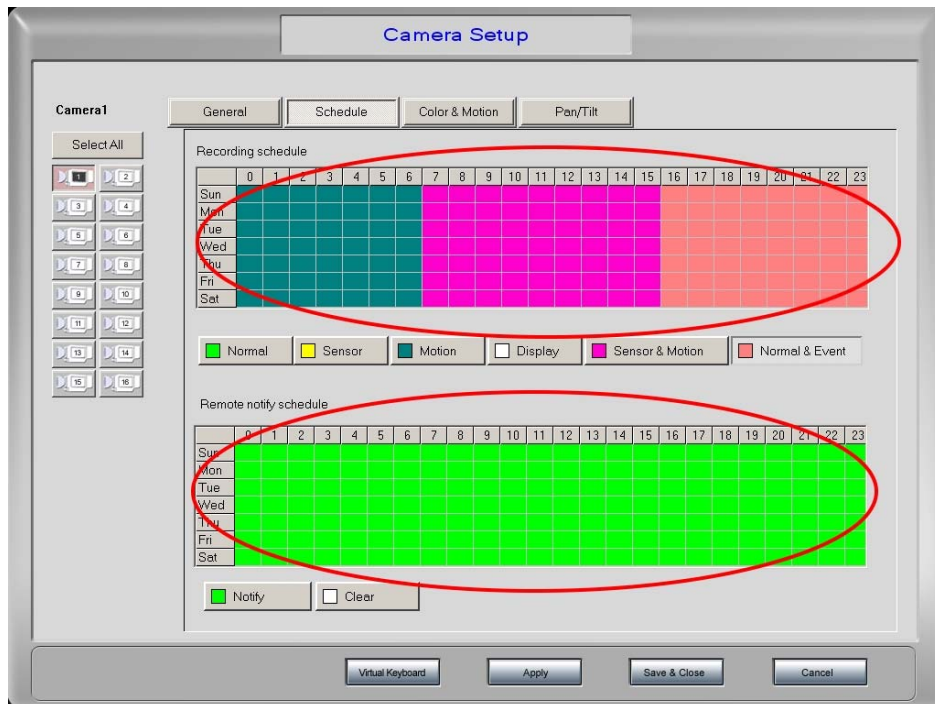 Camera Setup
Camera1
General Schedule Color & Motion Pan/Tilt
Select All
1 2
3 4
5 6
7 8
9 10
11 12
13 14
15 16
Recording schedule
0 1 2 3 4 5 6 7 8 9 10 11 12 13 14 15 16 17 18 19 20 21 22 23
Sun
Mon
Tue
Wed
Thu
Fri
Sat
Normal Sensor Motion Display Sensor & Motion Normal & Event
Remote notify schedule
0 1 2 3 4 5 6 7 8 9 10 11 12 13 14 15 16 17 18 19 20 21 22 23
Sun
Mon
Tue
Wed
Thu
Fri
Sat
Notify Clear
Virtual Keyboard Apply Save & Close Cancel